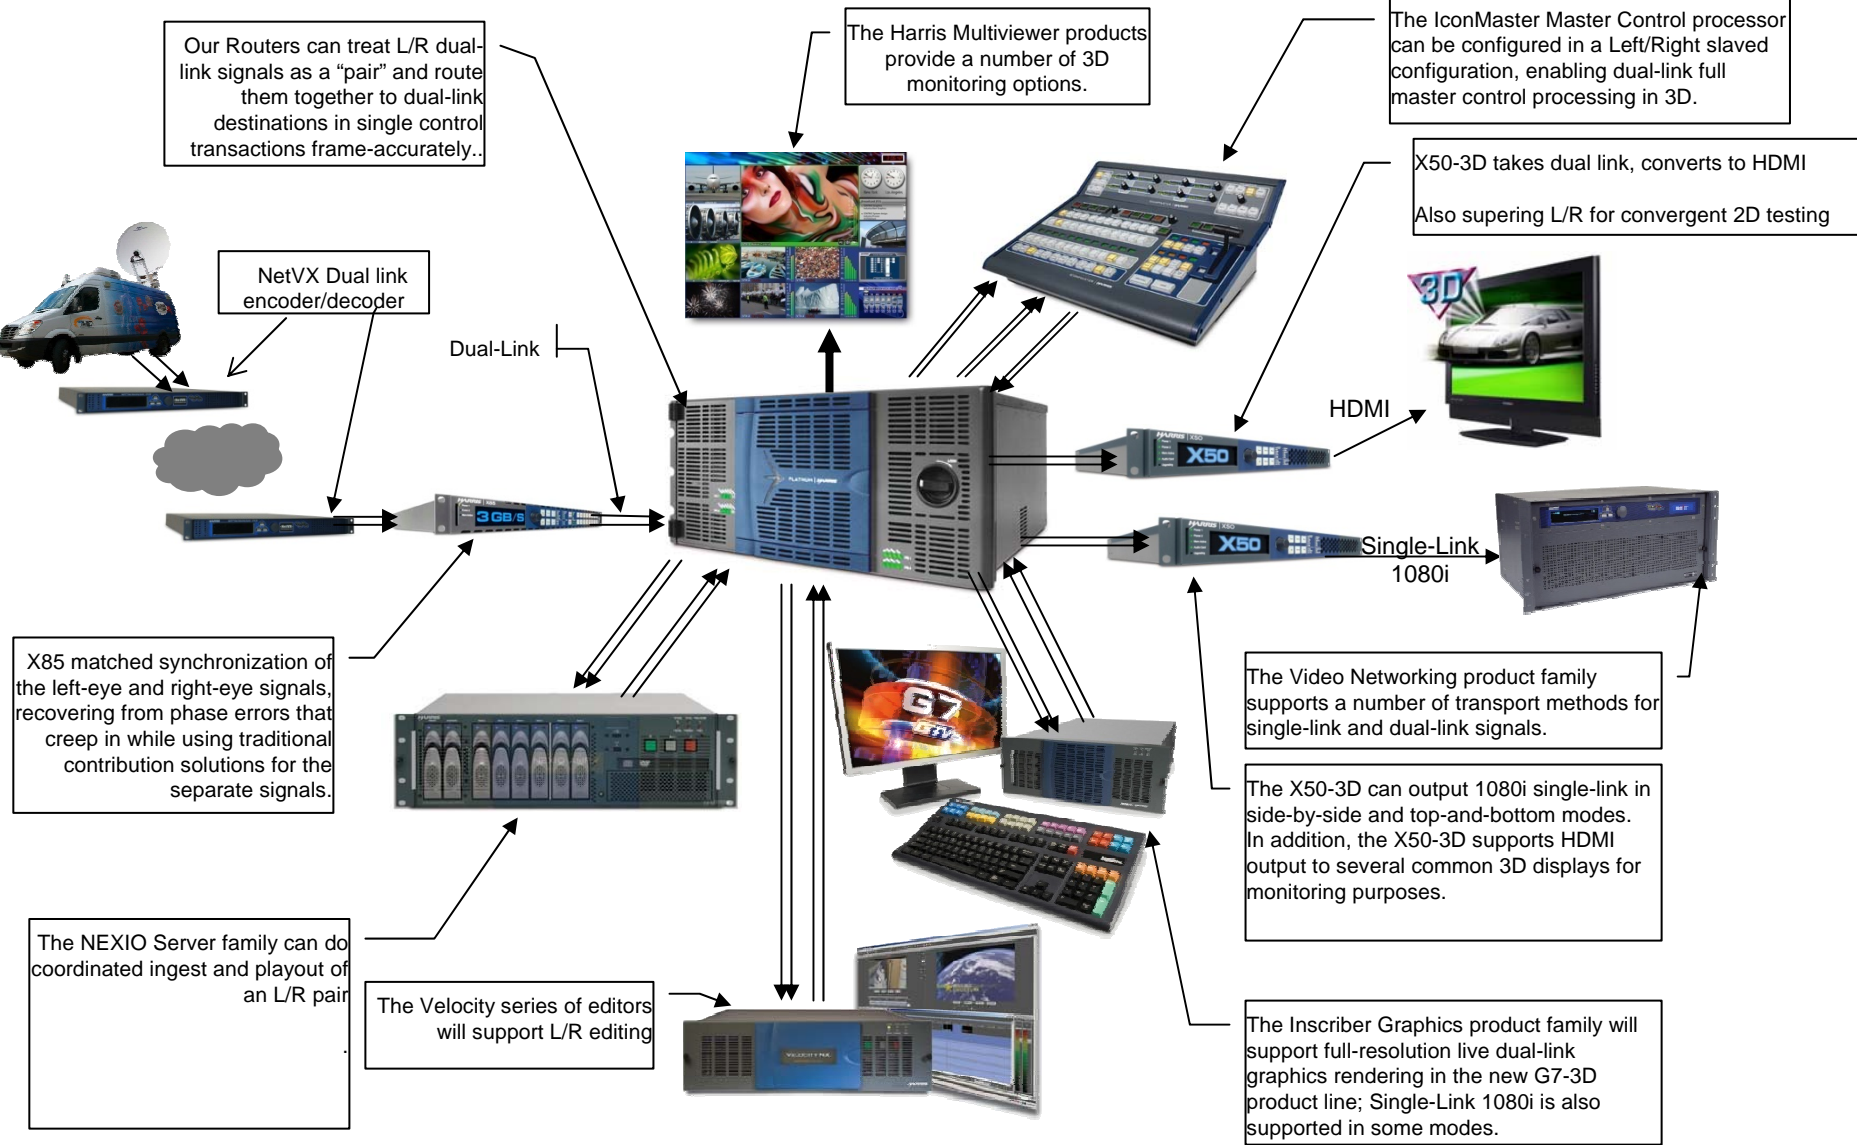 Our Routers can treat L/R dual-
link signals as a “pair” and route
them together to dual-link
destinations in single control
transactions frame-accurately..
The Harris Multiviewer products
provide a number of 3D
monitoring options.
The IconMaster Master Control processor
can be configured in a Left/Right slaved
configuration, enabling dual-link full
master control processing in 3D.
X50-3D takes dual link, converts to HDMI
Also supering L/R for convergent 2D testing
NetVX Dual link
encoder/decoder
Dual-Link
3D
HDMI
PLATINUM | HARRIS
HARRIS | X50
X50
HARRIS
3GB/S
HARRIS | X50
X50
Single-Link
1080i
X85 matched synchronization of
the left-eye and right-eye signals,
recovering from phase errors that
creep in while using traditional
contribution solutions for the
separate signals.
HARRIS
G7
The Video Networking product family
supports a number of transport methods for
single-link and dual-link signals.
The X50-3D can output 1080i single-link in
side-by-side and top-and-bottom modes.
In addition, the X50-3D supports HDMI
output to several common 3D displays for
monitoring purposes.
The NEXIO Server family can do
coordinated ingest and playout of
an L/R pair
.
The Velocity series of editors
will support L/R editing
VELOCITY
HARRIS
The Inscriber Graphics product family will
support full-resolution live dual-link
graphics rendering in the new G7-3D
product line; Single-Link 1080i is also
supported in some modes.